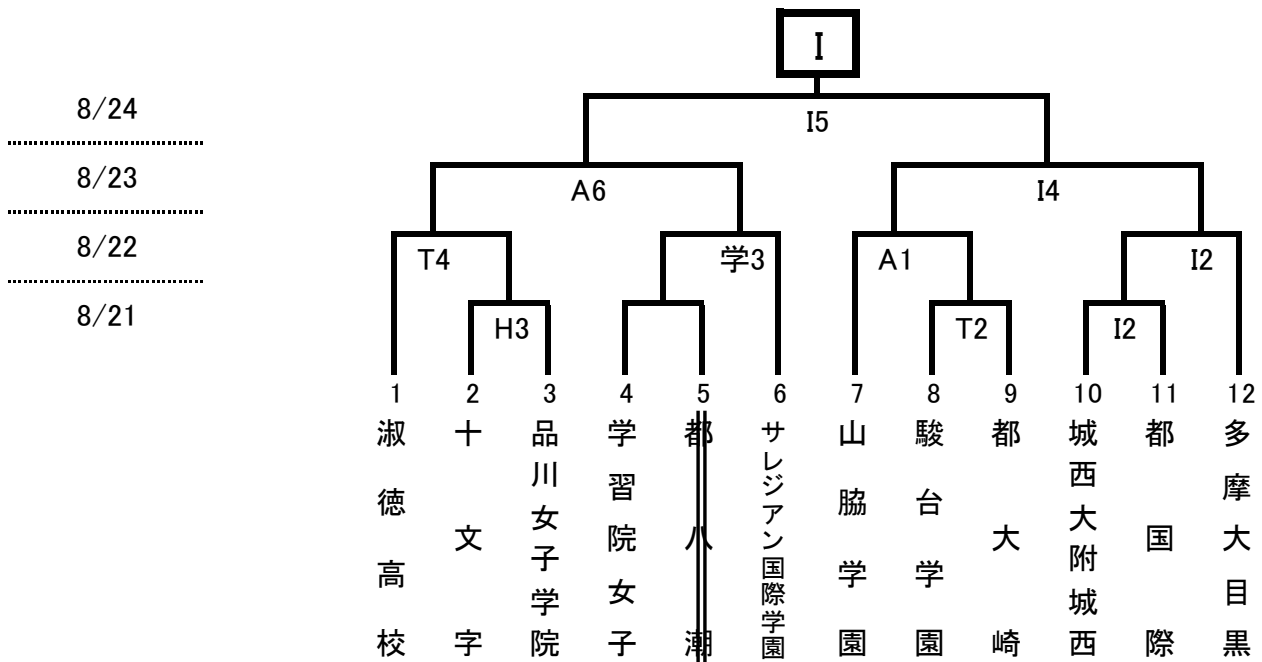 I
8/24
I5
8/23
A6
I4
8/22
T4
学3
A1
I2
8/21
H3
T2
I2
1
2
3
4
5
6
7
8
9
10
11
12
淑徳高校
十文字
品川女子学院
学習院女子
都八潮
サレジアン国際学園
山脇学園
駿台学園
都大崎
城西大附城西
都国際
多摩大目黒